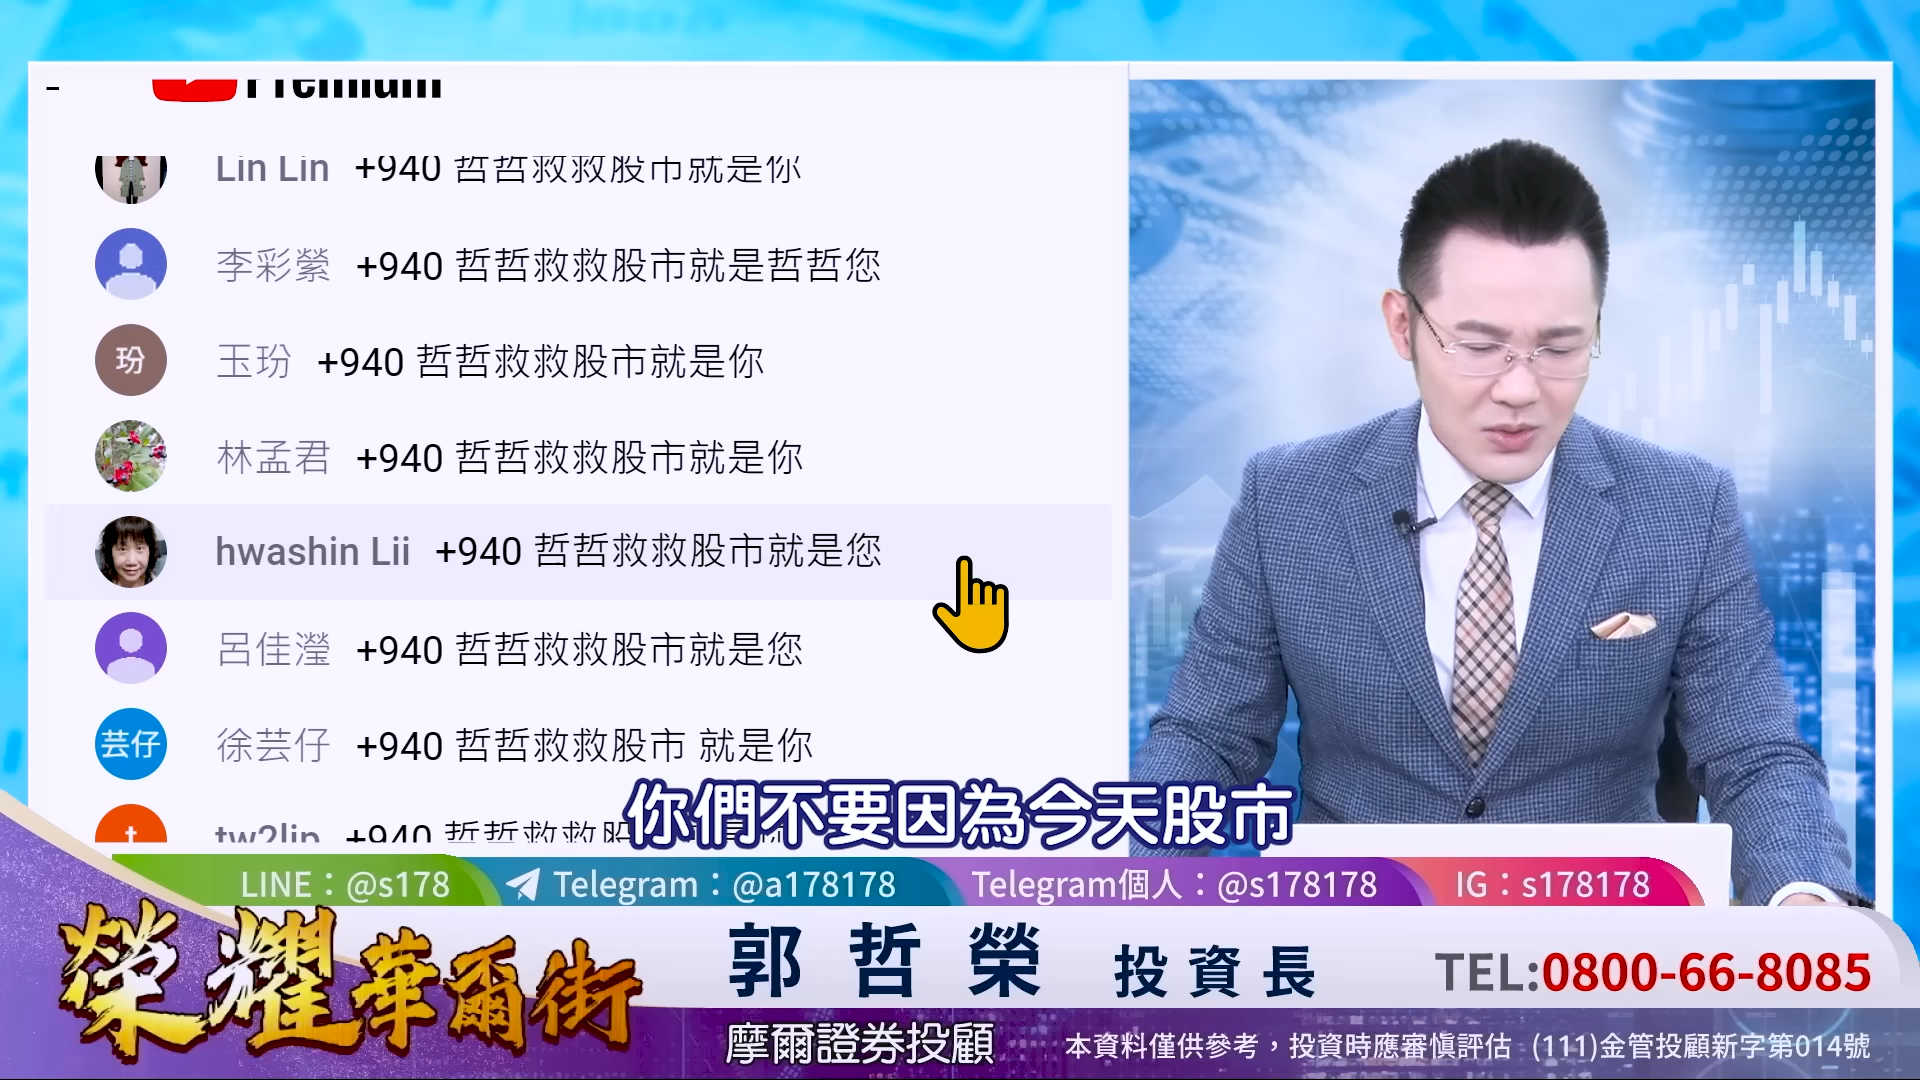 Premium
Lin Lin +940 哲哲救救股市就是你
李彩縈 +940 哲哲救救股市就是哲哲您
玢 玉玢 +940 哲哲救救股市就是你
林孟君 +940 哲哲救救股市就是你
hwashin Lii +940 哲哲救救股市就是您
呂佳瀅 +940 哲哲救救股市就是您
芸仔 徐芸仔 +940 哲哲救救股市 就是你
t tw2lip +940 哲哲救救股
你們不要因為今天股市
LINE：@s178 Telegram：@a178178 Telegram個人：@s178178 IG：s178178
榮耀華爾街 郭哲榮 投資長 TEL:0800-66-8085
摩爾證券投顧 本資料僅供參考，投資時應審慎評估 (111)金管投顧新字第014號